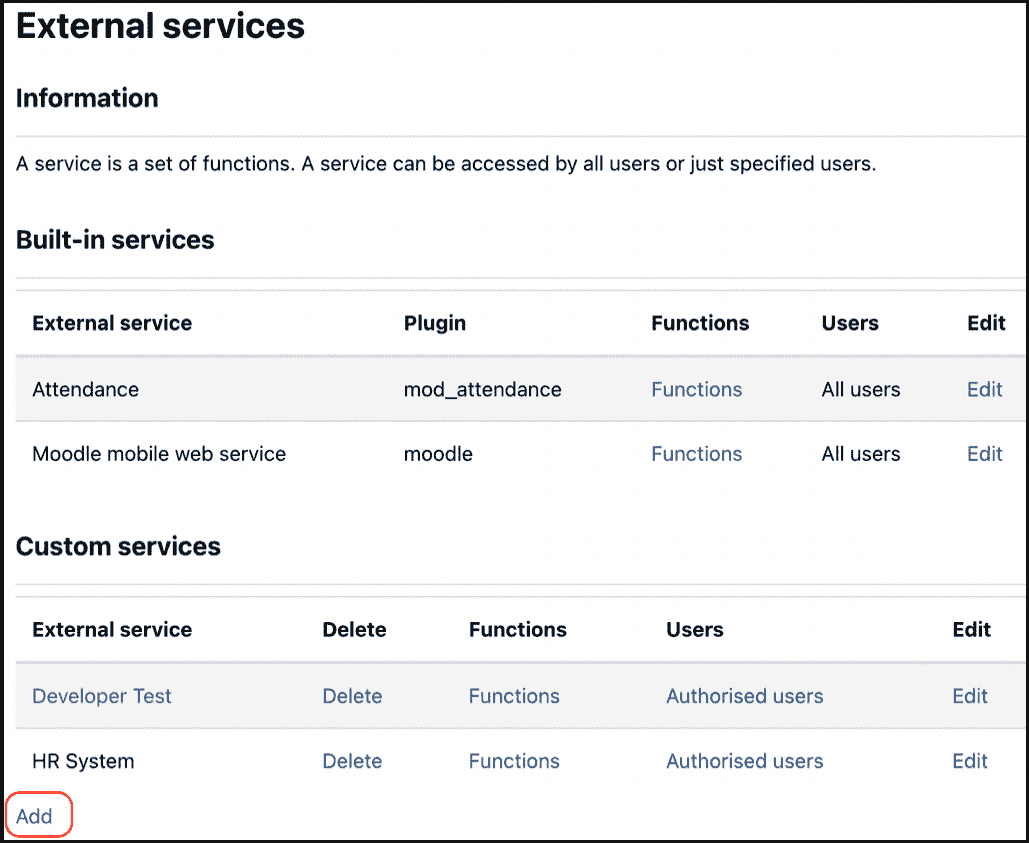 External services
Information
A service is a set of functions. A service can be accessed by all users or just specified users.
Built-in services
External service Plugin Functions Users Edit
Attendance mod_attendance Functions All users Edit
Moodle mobile web service moodle Functions All users Edit
Custom services
External service Delete Functions Users Edit
Developer Test Delete Functions Authorised users Edit
HR System Delete Functions Authorised users Edit
Add